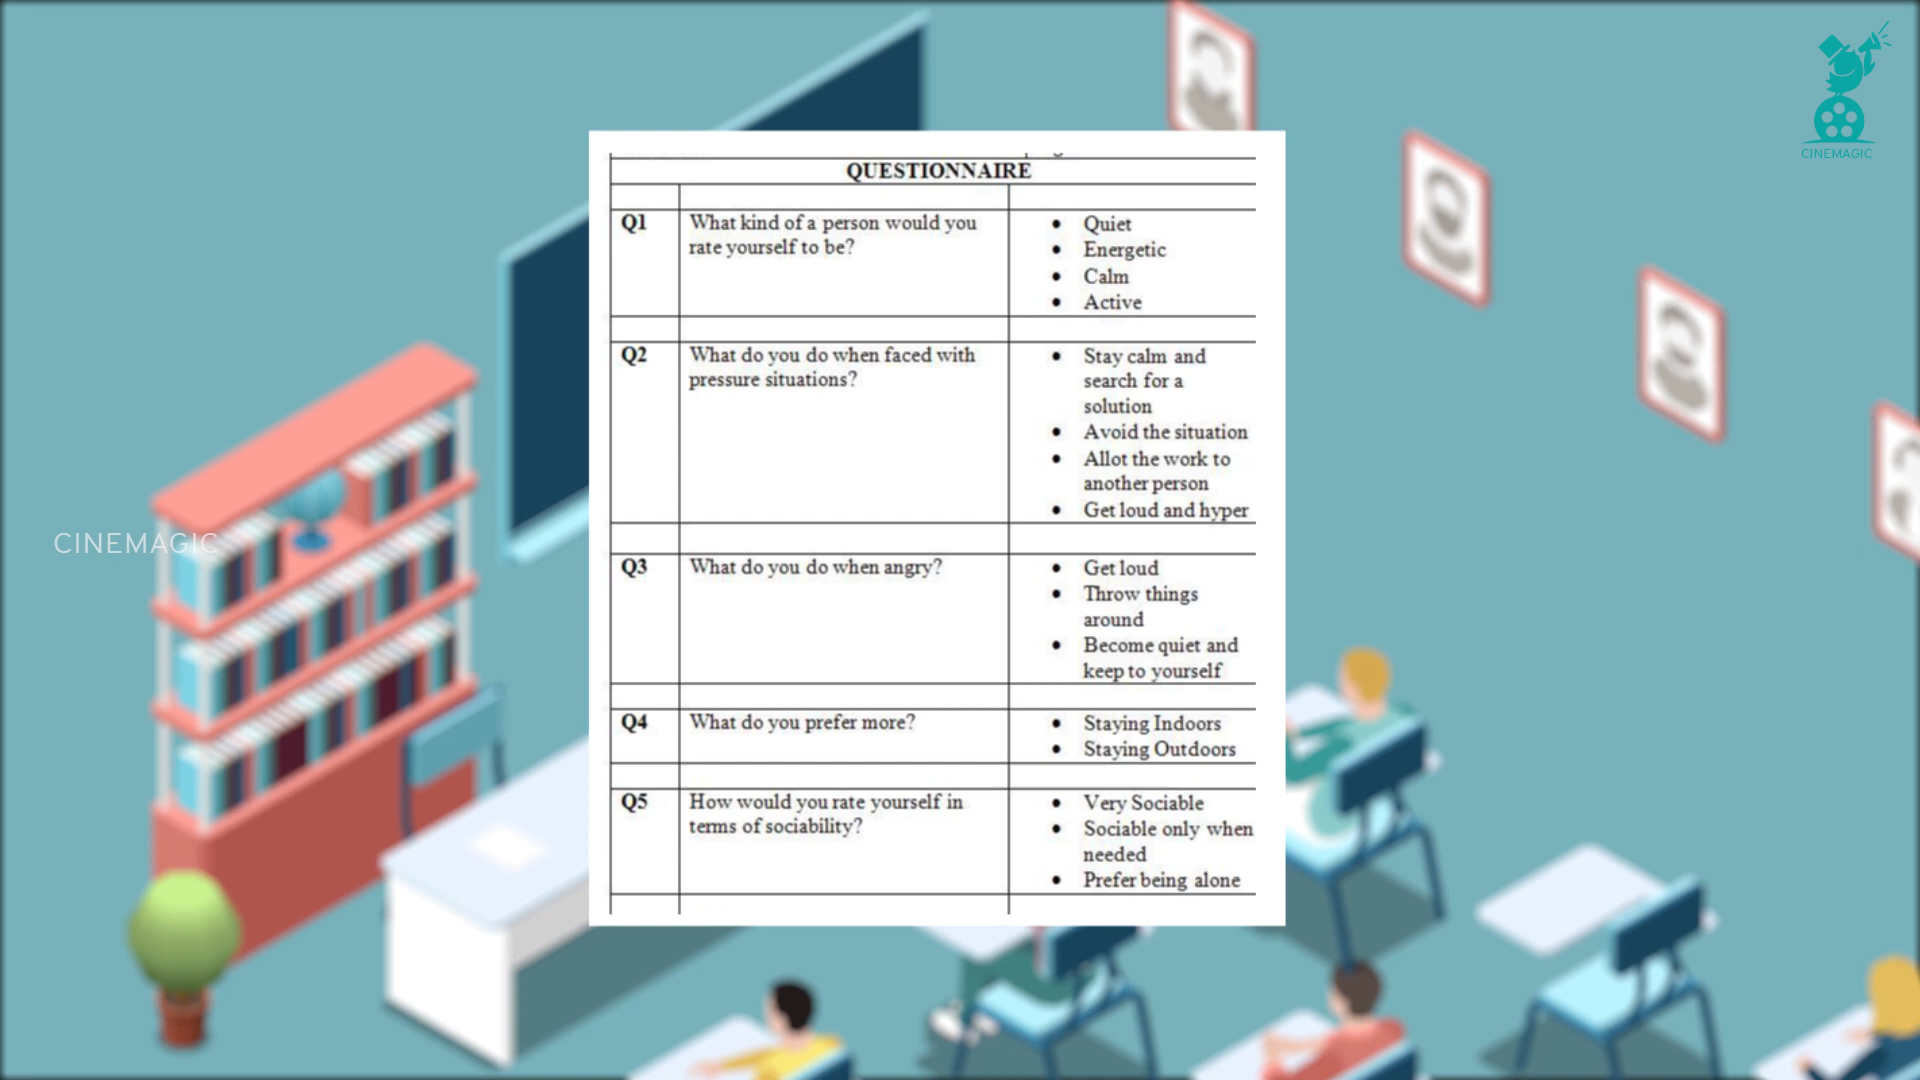 CINEMAGIC
QUESTIONNAIRE
Q1 What kind of a person would you
rate yourself to be?
• Quiet
• Energetic
• Calm
• Active
Q2 What do you do when faced with
pressure situations?
• Stay calm and
search for a
solution
• Avoid the situation
• Allot the work to
another person
• Get loud and hyper
Q3 What do you do when angry?
• Get loud
• Throw things
around
• Become quiet and
keep to yourself
Q4 What do you prefer more?
• Staying Indoors
• Staying Outdoors
Q5 How would you rate yourself in
terms of sociability?
• Very Sociable
• Sociable only when
needed
• Prefer being alone
CINEMAGIC